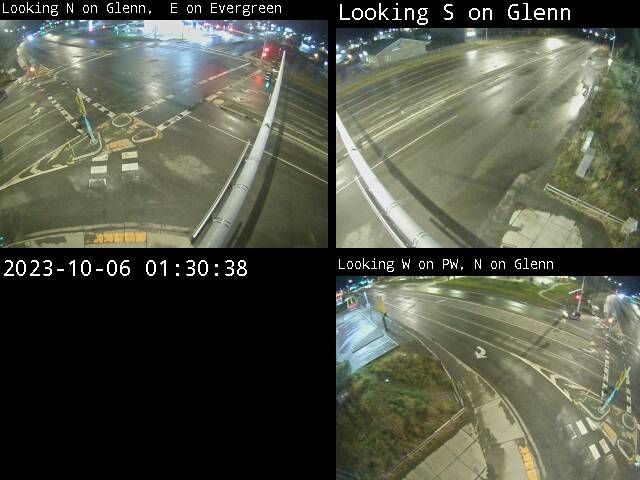 Looking N on Glenn, E on Evergreen
Looking S on Glenn
2023-10-06 01:30:38
Looking W on PW, N on Glenn